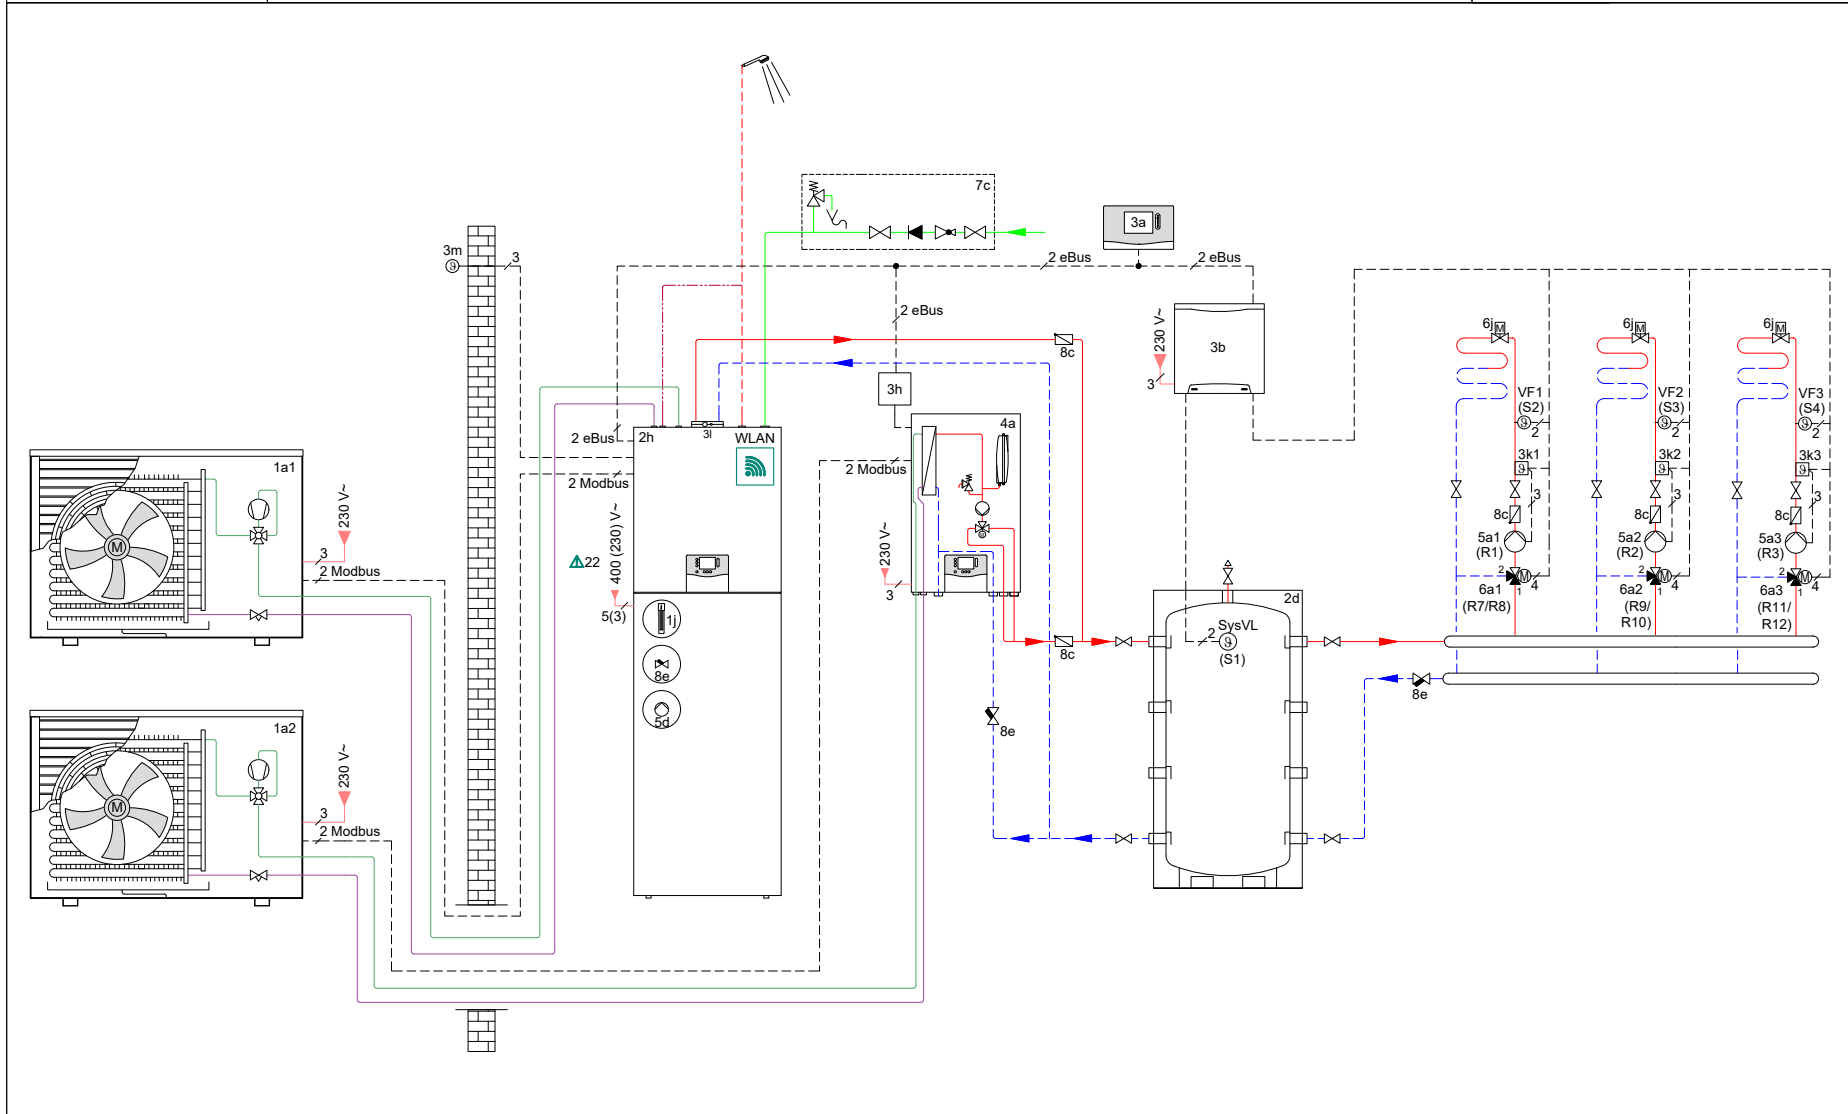 7c
3a
3m
3
2 eBus
2 eBus
2 eBus
230 V~
3
3b
8c
3h
6j
M
6j
M
6j
M
VF1
(S2)
2
VF2
(S3)
2
VF3
(S4)
2
3k1
3k2
3k3
3
3
3
8c
8c
8c
5a1
(R1)
5a2
(R2)
5a3
(R3)
2
M
4
1
2
M
4
1
2
M
4
1
6a1
(R7/R8)
6a2
(R9/
R10)
6a3
(R11/
R12)
2 eBus
2h
3l
WLAN
2 Modbus
22
400 (230) V~
5(3)
1j
8e
5d
4a
2 Modbus
230 V~
3
8c
8e
2d
SysVL
2
(S1)
8e
1a1
M
230 V~
3
2 Modbus
1a2
M
230 V~
3
2 Modbus